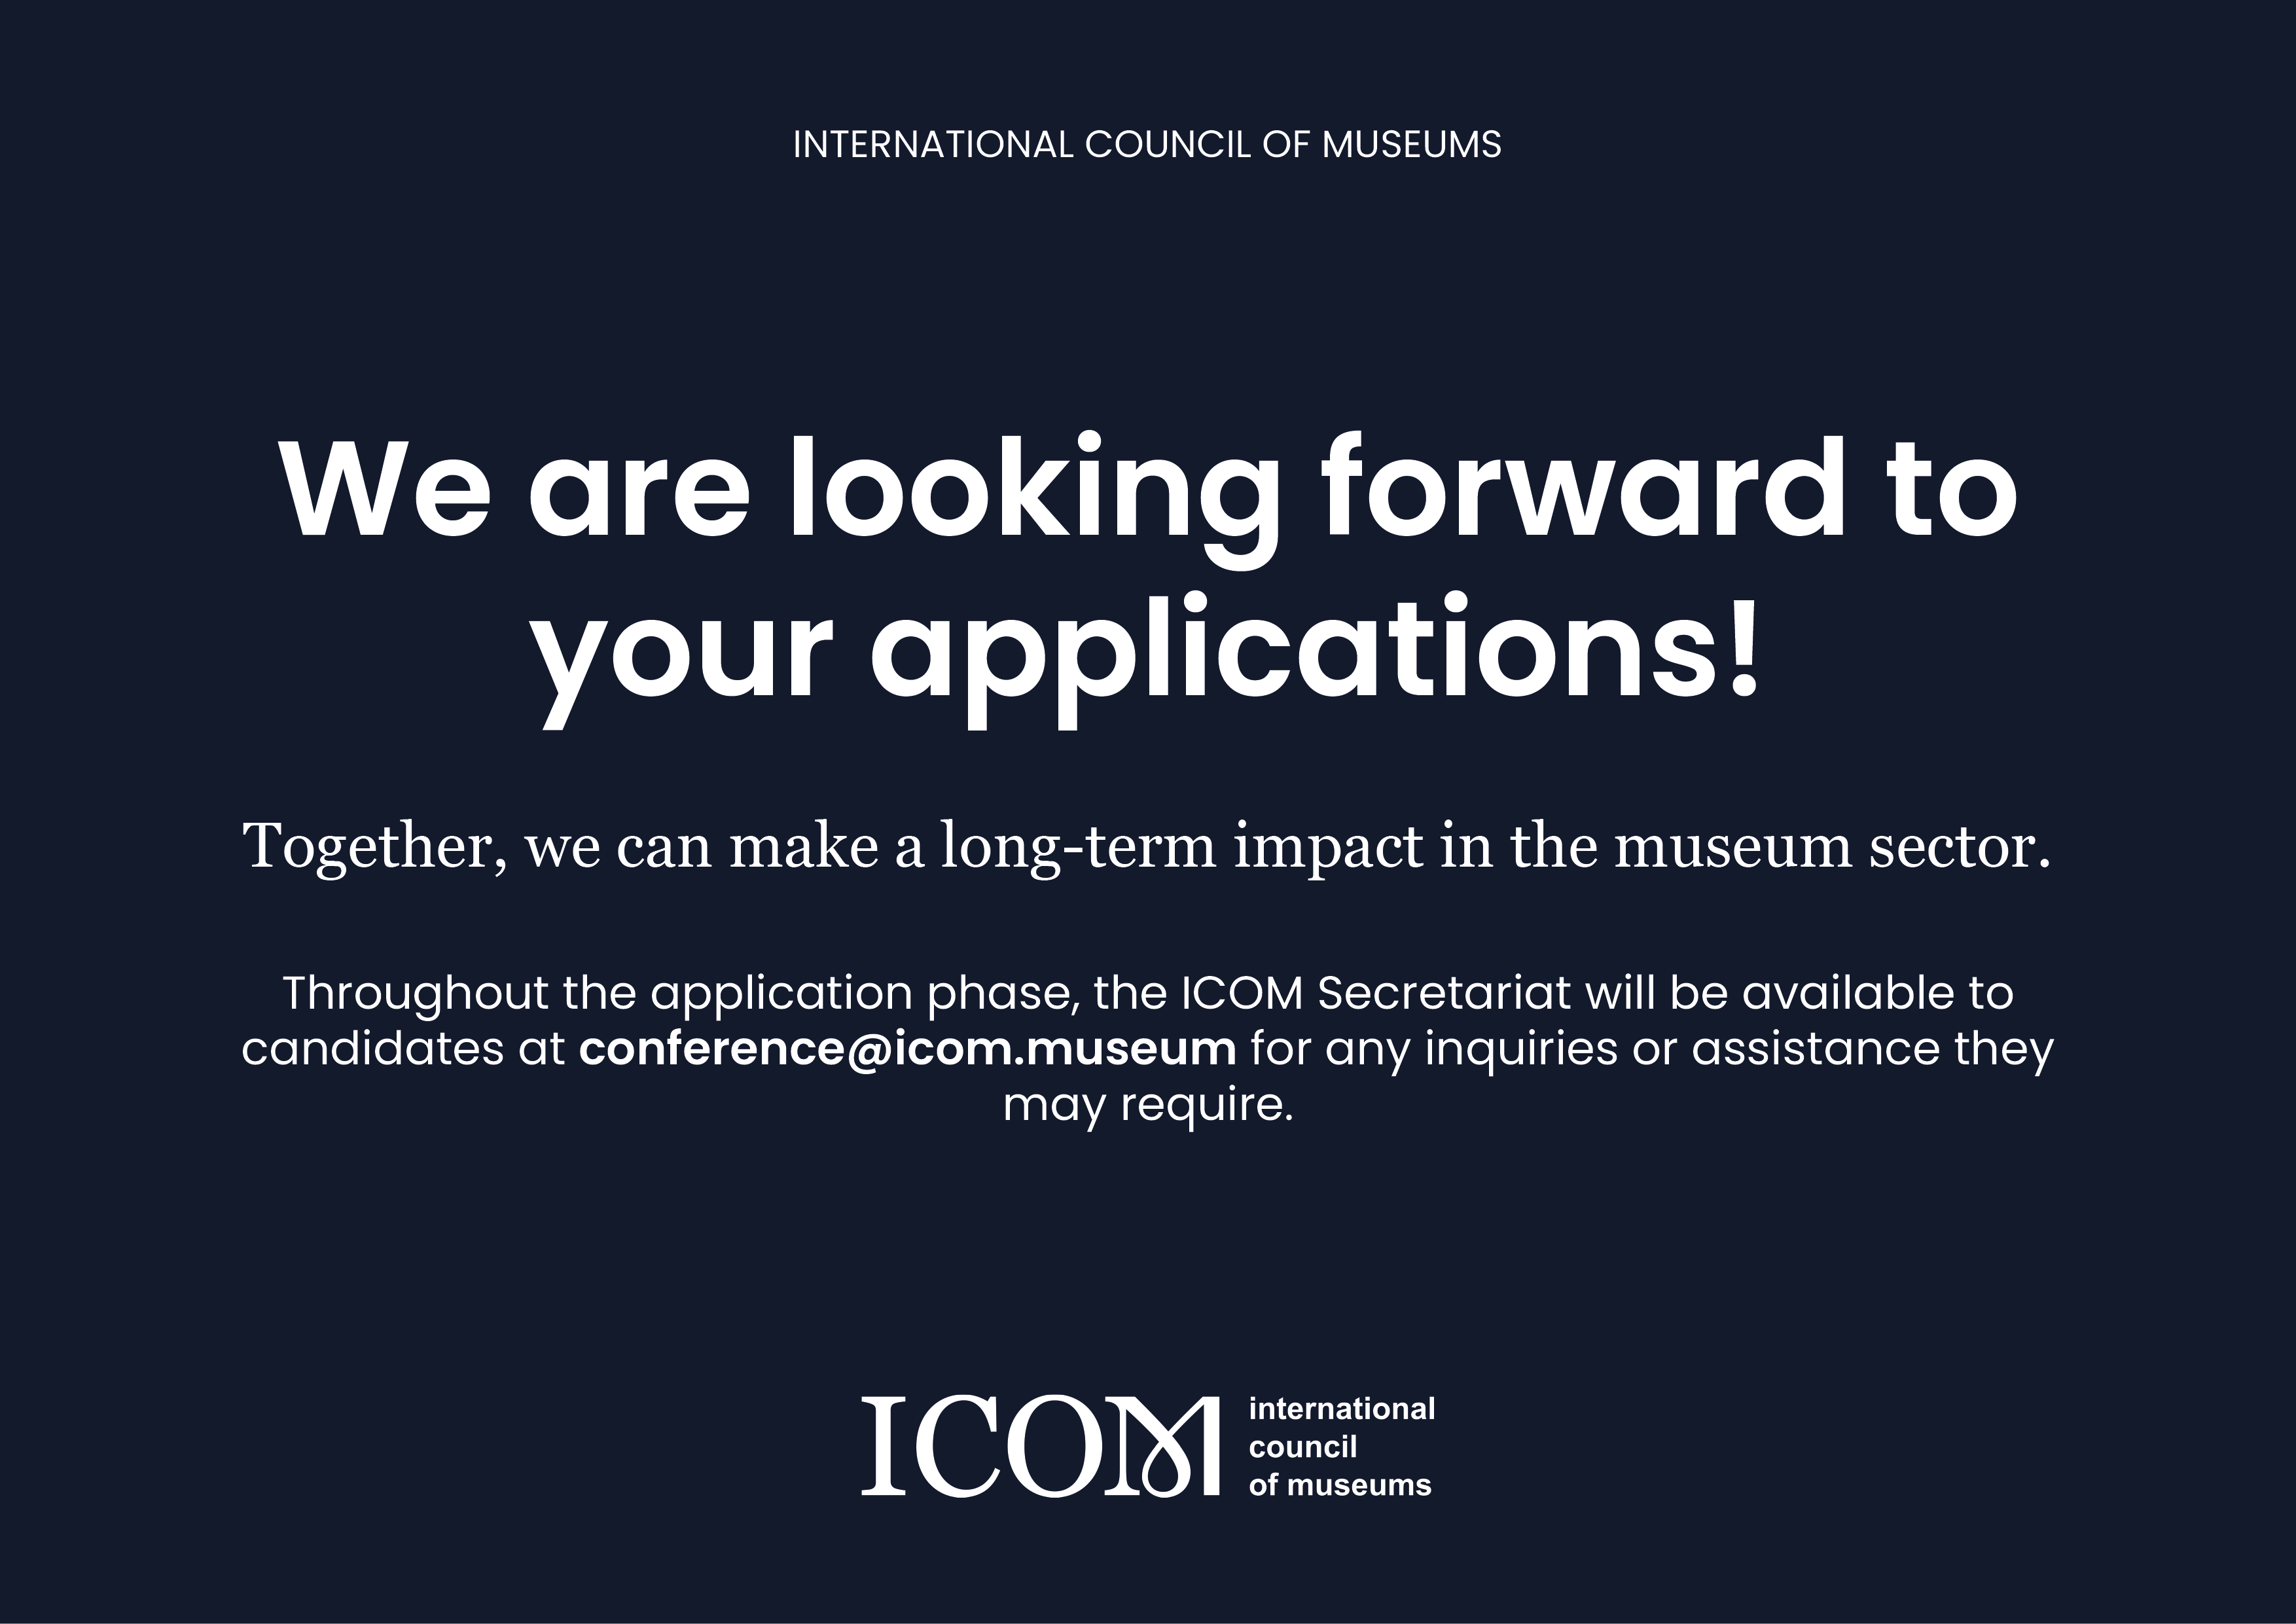 INTERNATIONAL COUNCIL OF MUSEUMS
We are looking forward to
your applications!
Together, we can make a long-term impact in the museum sector.
Throughout the application phase, the ICOM Secretariat will be available to
candidates at conference@icom.museum for any inquiries or assistance they
may require.
ICOM
international
council
of museums